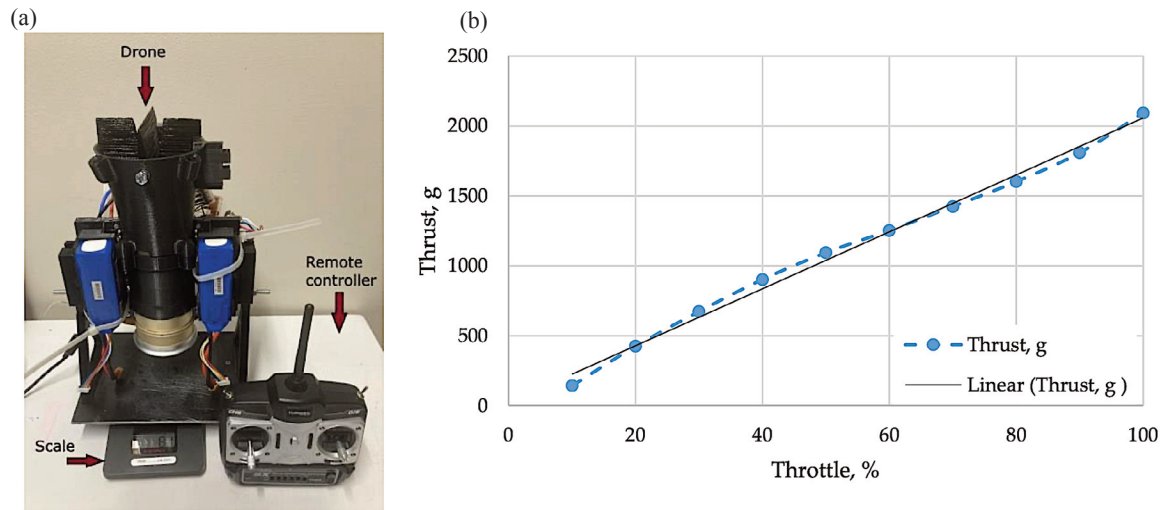 (a)
Drone
Remote
controller
Scale
(b)
2500
2000
1500
1000
500
0
0
20
40
60
80
100
Thrust, g
Throttle, %
Thrust, g
Linear (Thrust, g )